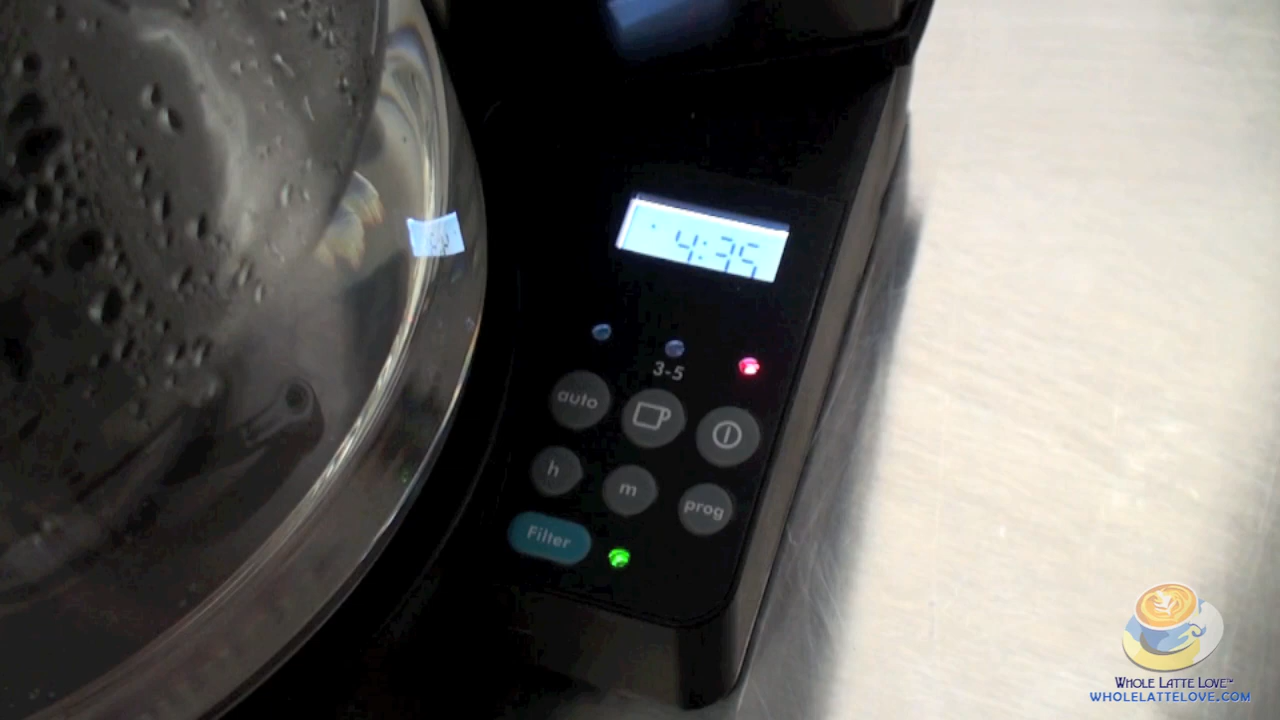 4:35
3-5
auto
h
m
prog
Filter
WHOLE LATTE LOVE™
WHOLELATTELOVE.COM